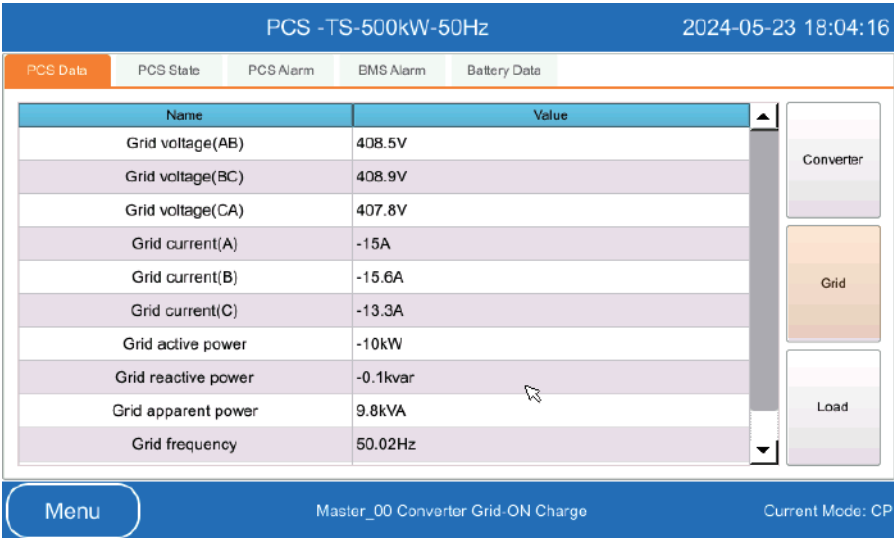 PCS -TS-500kW-50Hz 2024-05-23 18:04:16
PCS Data PCS State PCS Alarm BMS Alarm Battery Data
Name Value
Grid voltage(AB) 408.5V
Grid voltage(BC) 408.9V
Grid voltage(CA) 407.8V
Grid current(A) -15A
Grid current(B) -15.6A
Grid current(C) -13.3A
Grid active power -10kW
Grid reactive power -0.1kvar
Grid apparent power 9.8kVA
Grid frequency 50.02Hz
Converter
Grid
Load
Menu Master_00 Converter Grid-ON Charge Current Mode: CP